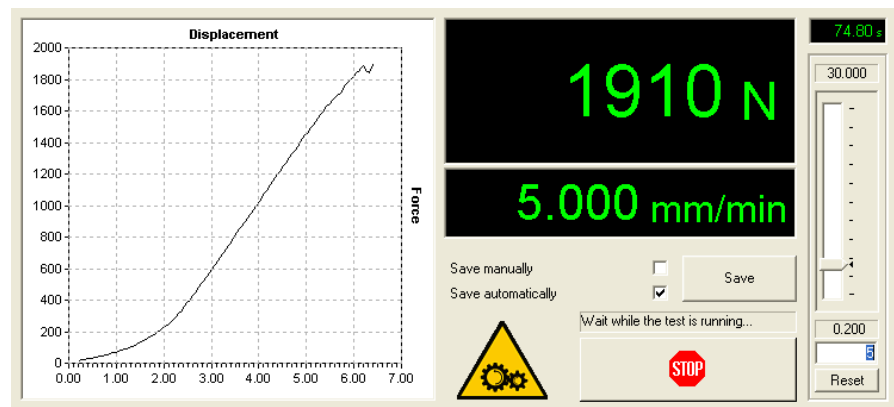 Displacement
2000
1800
1600
1400
1200
1000
800
600
400
200
0
0.00 1.00 2.00 3.00 4.00 5.00 6.00 7.00
Force
1910 N
5.000 mm/min
Save manually
Save automatically
Save
Wait while the test is running...
STOP
74.80 s
30.000
0.200
5
Reset